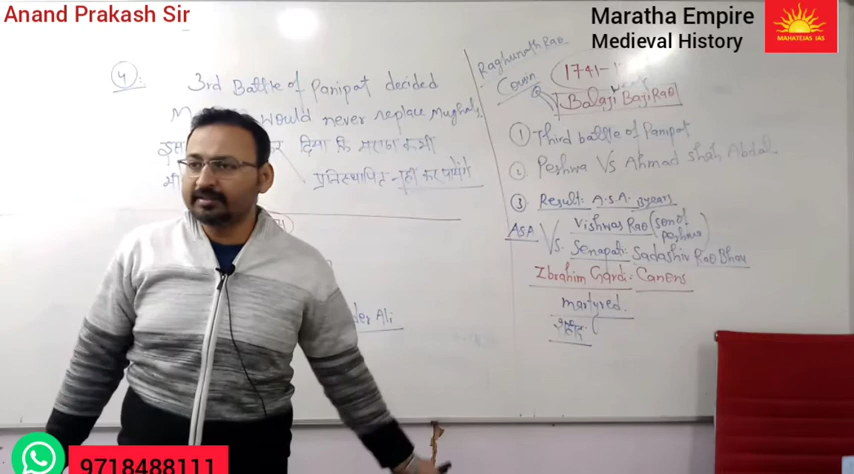 Anand Prakash Sir
Maratha Empire
Medieval History
MAHATEJAS IAS
4
3rd Battle of Panipat decided
would never replace Mughals.
दिया कि मराठा कभी
भी
प्रतिस्थापित नहीं कर पायेंगे
der Ali
Raghunath Rao
Cousin
1741-
Balaji BajiRao
1 Third battle of Panipat
2 Peshwa Vs Ahmad Shah Abdal
3 Result: A.S.A. 3 years
ASA Vs. Vishwas Rao (son of Peshwa)
Senapati: Sadashiv Rao Bhau
Ibrahim Gardi: Canons
martyred.
शहीद
9718488111